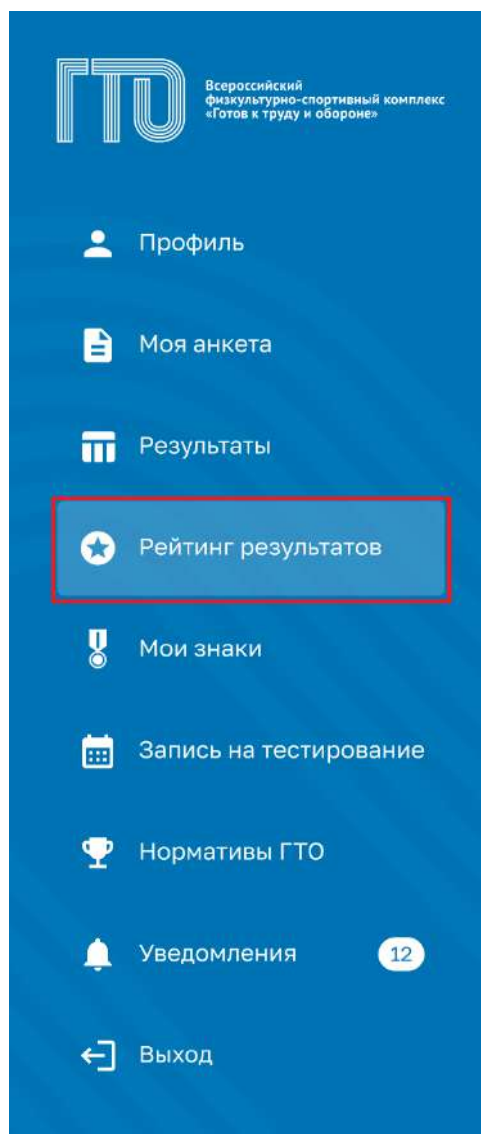 ГТО
Всероссийский
физкультурно-спортивный комплекс
«Готов к труду и обороне»
Профиль
Моя анкета
Результаты
Рейтинг результатов
Мои знаки
Запись на тестирование
Нормативы ГТО
Уведомления 12
Выход